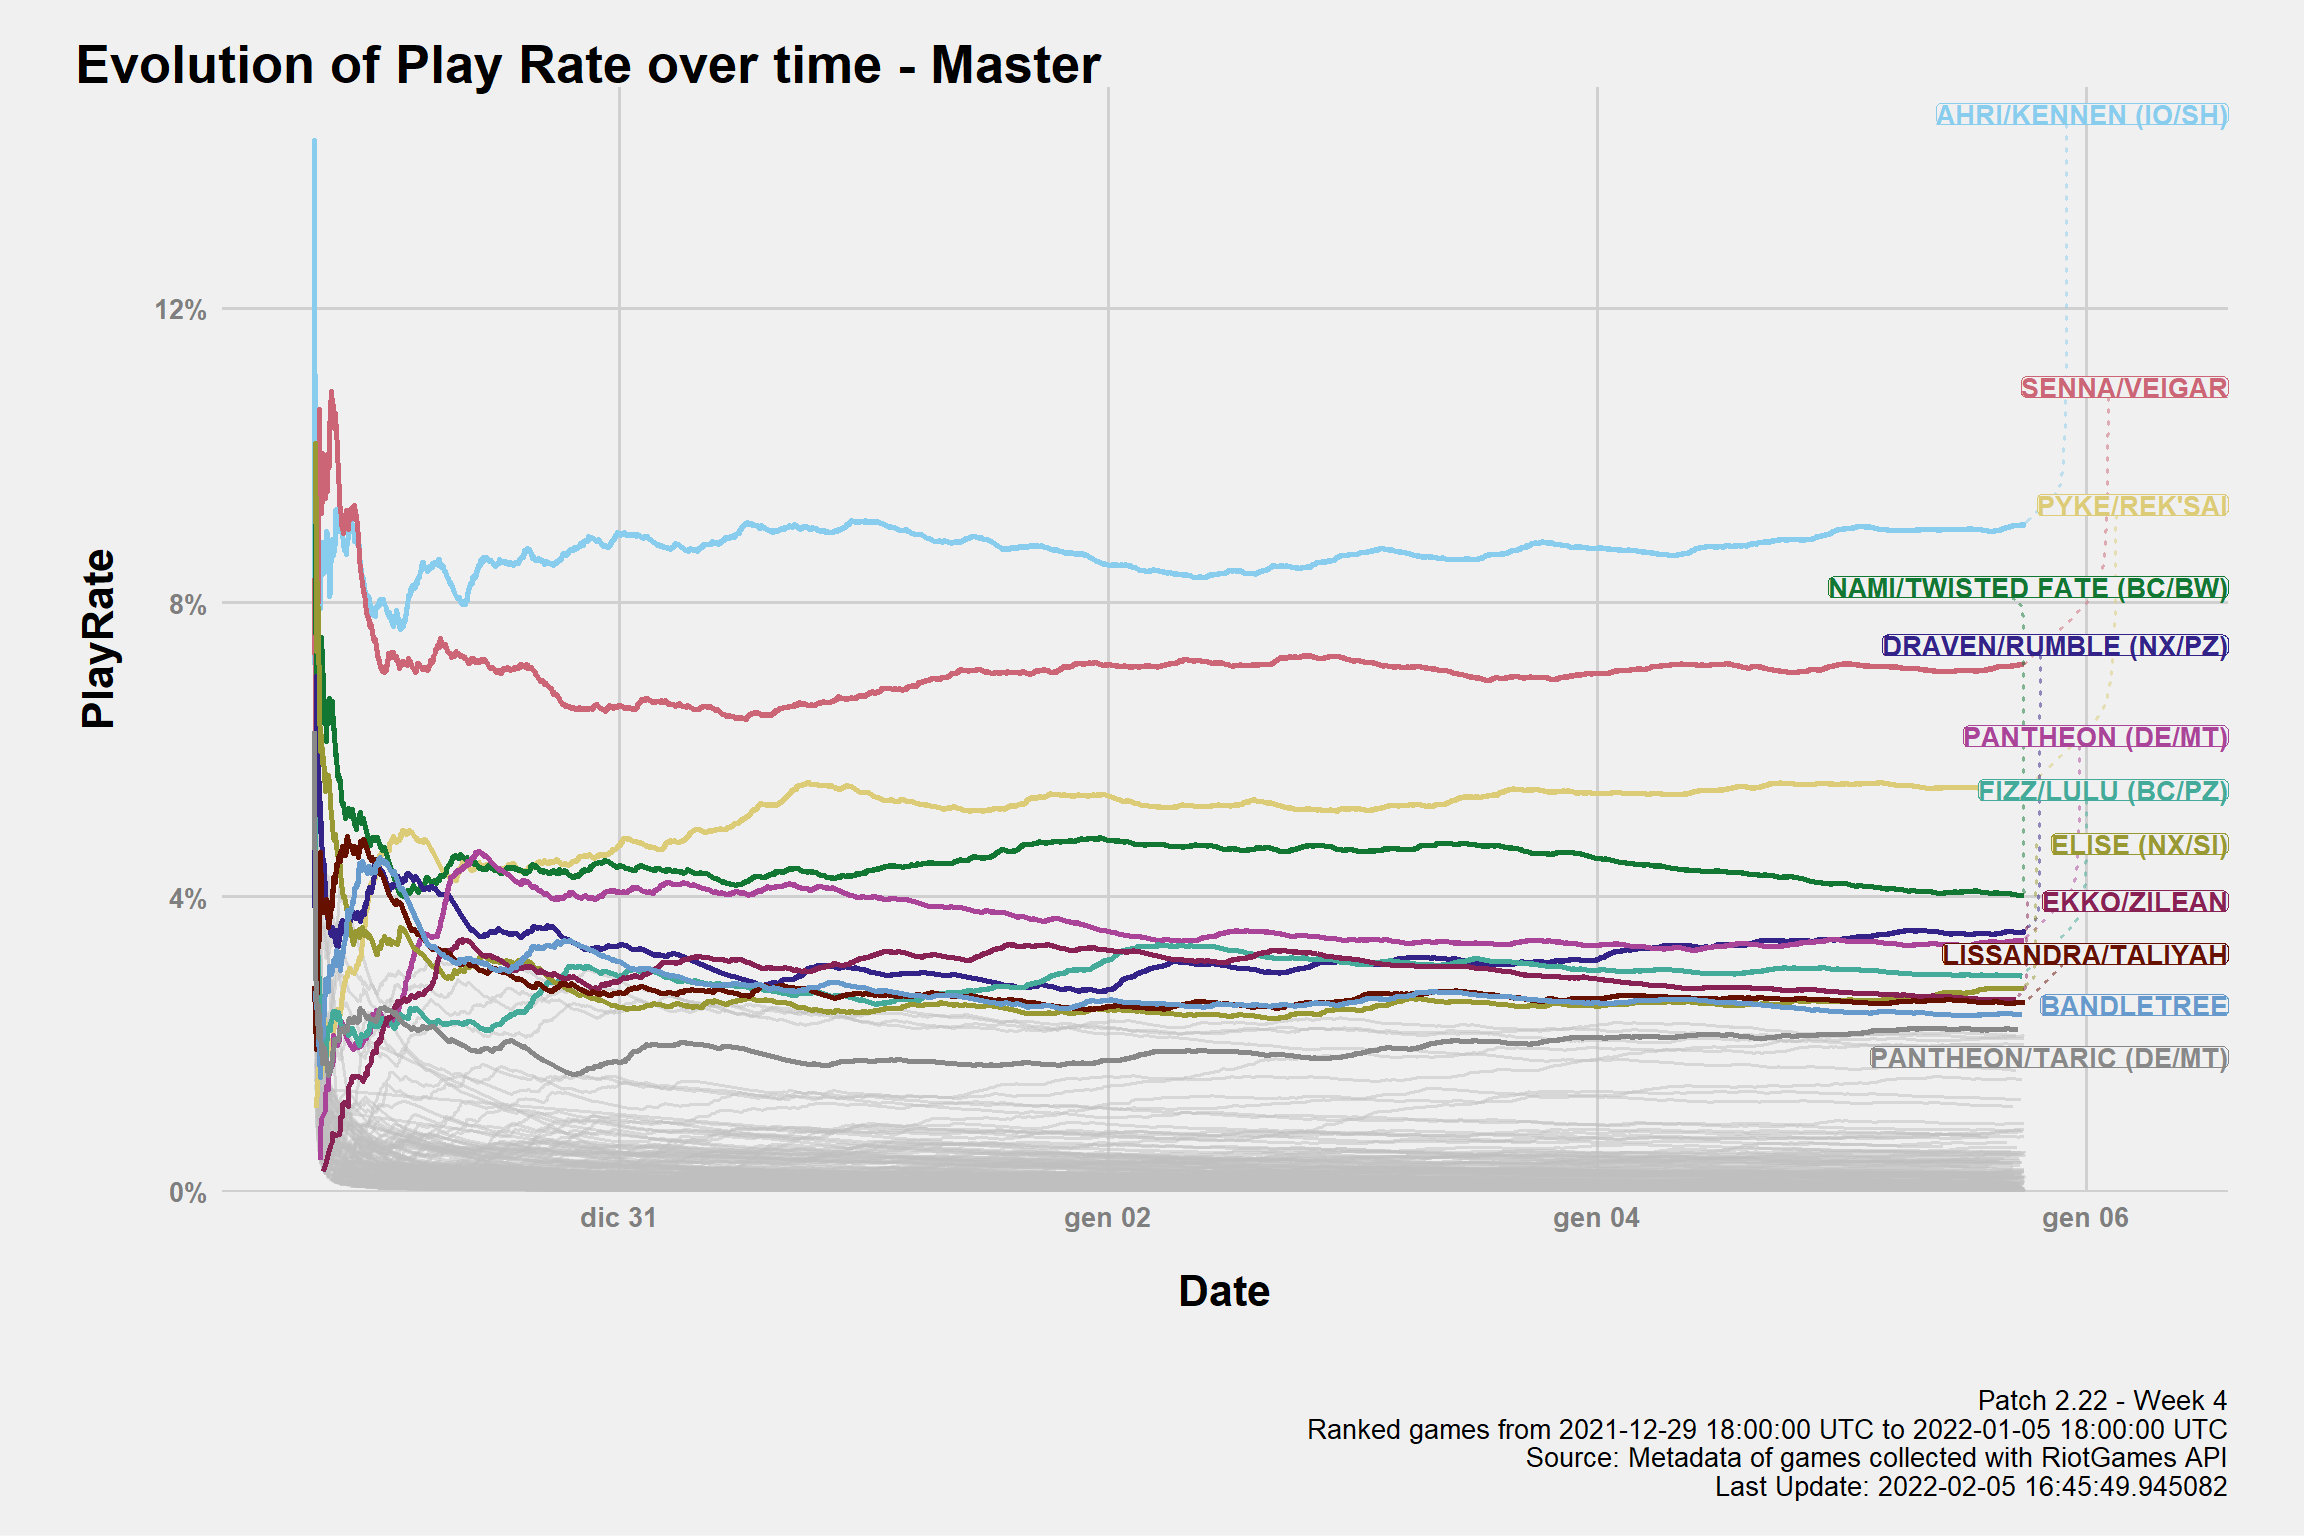 Evolution of Play Rate over time - Master
AHRI/KENNEN (IO/SH)
12%
SENNA/VEIGAR
PYKE/REK'SAI
NAMI/TWISTED FATE (BC/BW)
8%
DRAVEN/RUMBLE (NX/PZ)
PlayRate
PANTHEON (DE/MT)
FIZZ/LULU (BC/PZ)
ELISE (NX/SI)
4%
EKKO/ZILEAN
LISSANDRA/TALIYAH
BANDLETREE
PANTHEON/TARIC (DE/MT)
0%
dic 31
gen 02
gen 04
gen 06
Date
Patch 2.22 - Week 4
Ranked games from 2021-12-29 18:00:00 UTC to 2022-01-05 18:00:00 UTC
Source: Metadata of games collected with RiotGames API
Last Update: 2022-02-05 16:45:49.945082